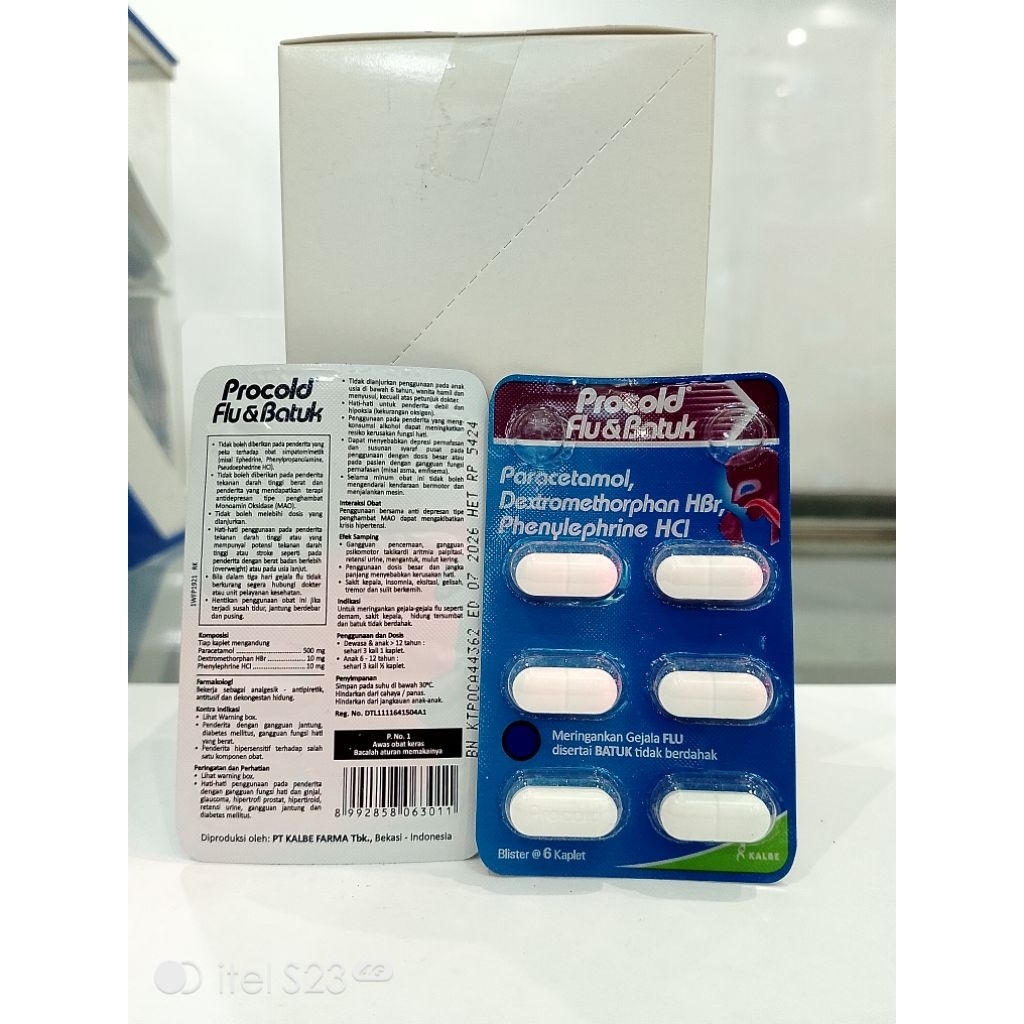 Procold
Flu & Batuk
• Tidak boleh diberikan pada penderita yang
peka terhadap obat simpatomimetik
(misal Ephedrine, Phenylpropanolamine,
Pseudoephedrine HCl).
• Tidak boleh diberikan pada penderita
tekanan darah tinggi berat dan
penderita yang mendapatkan terapi
antidepresan tipe penghambat
Monoamin Oksidase (MAO).
• Tidak boleh melebihi dosis yang
dianjurkan.
• Hati-hati penggunaan pada penderita
tekanan darah tinggi atau yang
mempunyai potensi tekanan darah
tinggi atau stroke seperti pada
penderita dengan berat badan berlebih
(overweight) atau pada usia lanjut.
• Bila dalam tiga hari gejala flu tidak
berkurang segera hubungi dokter
atau unit pelayanan kesehatan.
• Hentikan penggunaan obat ini jika
terjadi susah tidur, jantung berdebar
dan pusing.
Komposisi
Tiap kaplet mengandung
Paracetamol ............................ 500 mg
Dextromethorphan HBr ............ 10 mg
Phenylephrine HCl .................... 10 mg
Farmakologi
Bekerja sebagai analgesik - antipiretik,
antitusif dan dekongestan hidung.
Kontra Indikasi
• Lihat Warning box.
• Penderita dengan gangguan jantung,
diabetes mellitus, gangguan fungsi hati
yang berat.
• Penderita hipersensitif terhadap salah
satu komponen obat.
Peringatan dan Perhatian
• Lihat warning box.
• Hati-hati penggunaan pada penderita
dengan gangguan fungsi hati dan ginjal,
glaucoma, hipertrofi prostat, hipertiroid,
retensi urine, gangguan jantung dan
diabetes mellitus.
• Tidak dianjurkan penggunaan pada anak
usia di bawah 6 tahun, wanita hamil dan
menyusui, kecuali atas petunjuk dokter.
• Hati-hati untuk penderita debil dan
hipoksia (kekurangan oksigen).
• Penggunaan pada penderita yang meng-
konsumsi alkohol dapat meningkatkan
resiko kerusakan fungsi hati.
• Dapat menyebabkan depresi pernafasan
dan susunan syaraf pusat pada
penggunaan dengan dosis besar atau
pada pasien dengan gangguan fungsi
pernafasan (misal asma, emfisema).
• Selama minum obat ini tidak boleh
mengendarai kendaraan bermotor dan
menjalankan mesin.
Interaksi Obat
Penggunaan bersama anti depresan tipe
penghambat MAO dapat mengakibatkan
krisis hipertensi.
Efek Samping
• Gangguan pencernaan, gangguan
psikomotor takikardi aritmia palpitasi,
retensi urine, mengantuk, mulut kering.
• Penggunaan dosis besar dan jangka
panjang menyebabkan kerusakan hati.
• Sakit kepala, insomnia, eksitasi, gelisah,
tremor dan sulit berkemih.
Indikasi
Untuk meringankan gejala-gejala flu seperti
demam, sakit kepala, hidung tersumbat
dan batuk tidak berdahak.
Penggunaan dan Dosis
• Dewasa & anak > 12 tahun :
sehari 3 kali 1 kaplet.
• Anak 6 - 12 tahun :
sehari 3 kali ½ kaplet.
Penyimpanan
Simpan pada suhu di bawah 30°C.
Hindarkan dari cahaya / panas.
Hindarkan dari jangkauan anak-anak.
Reg. No. DTL1111641504A1
P. No. 1
Awas obat keras
Bacalah aturan memakainya
8 992858 063011
Diproduksi oleh: PT KALBE FARMA Tbk., Bekasi - Indonesia
1WFP1921 RK
BN KTPOCA44362 ED 07 2026 HET RP 5424
Procold
Flu & Batuk
Paracetamol,
Dextromethorphan HBr,
Phenylephrine HCl
Meringankan Gejala FLU
disertai BATUK tidak berdahak
Procold
Blister @ 6 Kaplet
KALBE
itel S23 4G